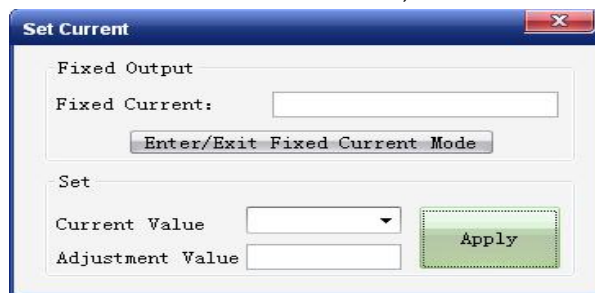 Set Current
Fixed Output
Fixed Current:
Enter/Exit Fixed Current Mode
Set
Current Value
Apply
Adjustment Value